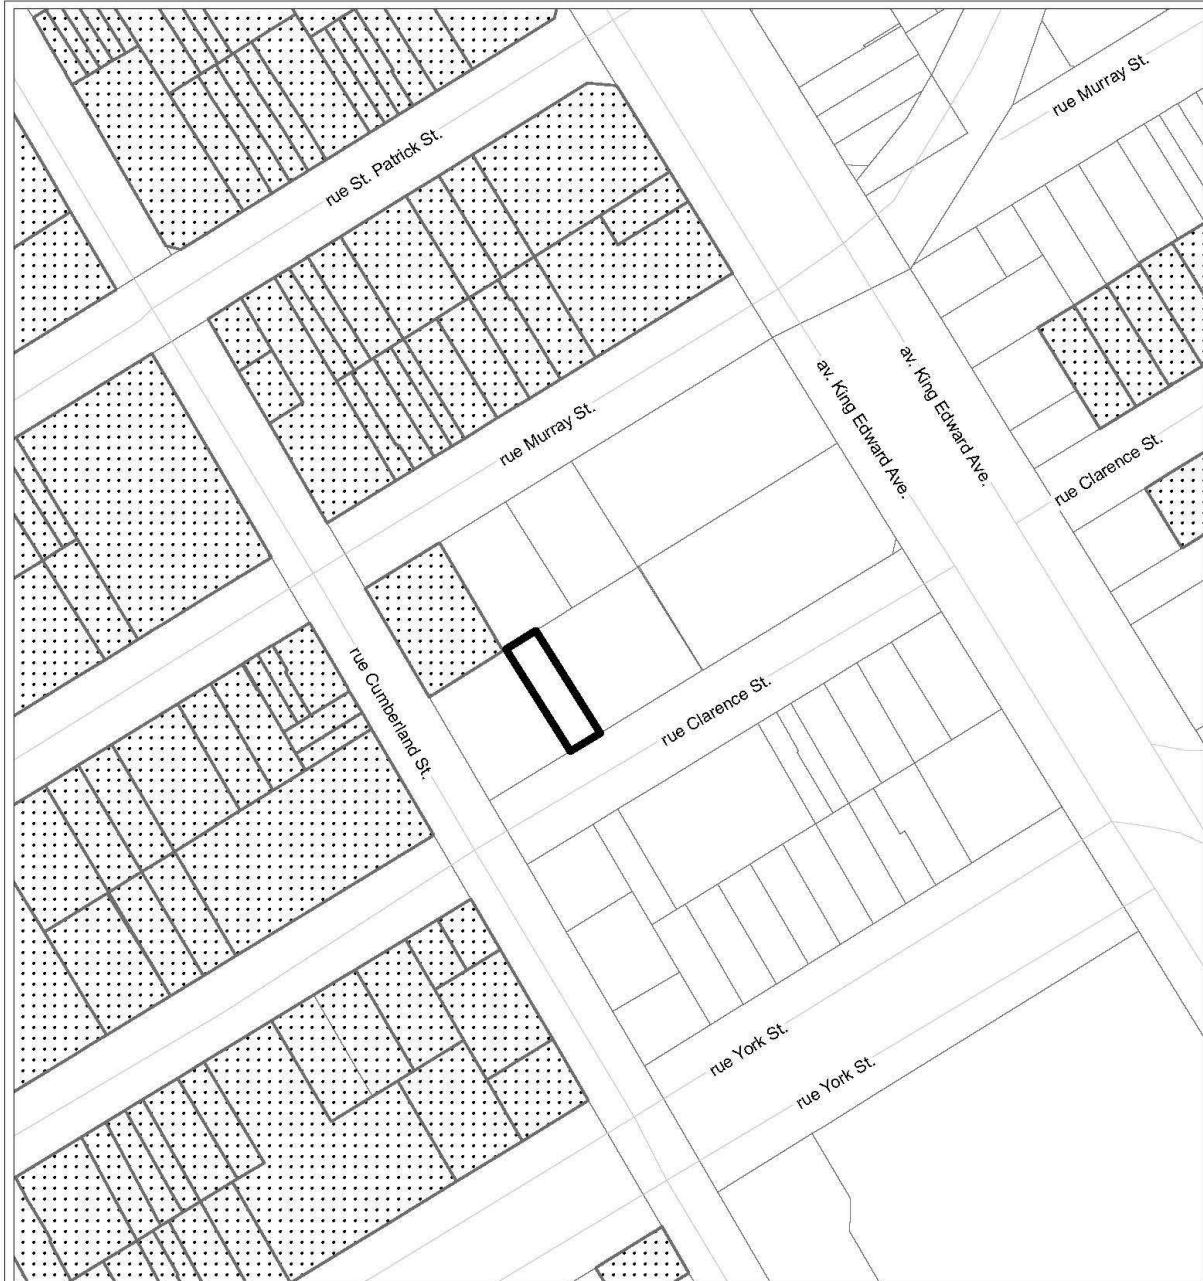 rue Murray St.
rue St. Patrick St.
rue Murray St.
av. King Edward Ave.
av. King Edward Ave.
rue Clarence St.
rue Cumberland St.
rue Clarence St.
rue York St.
rue York St.